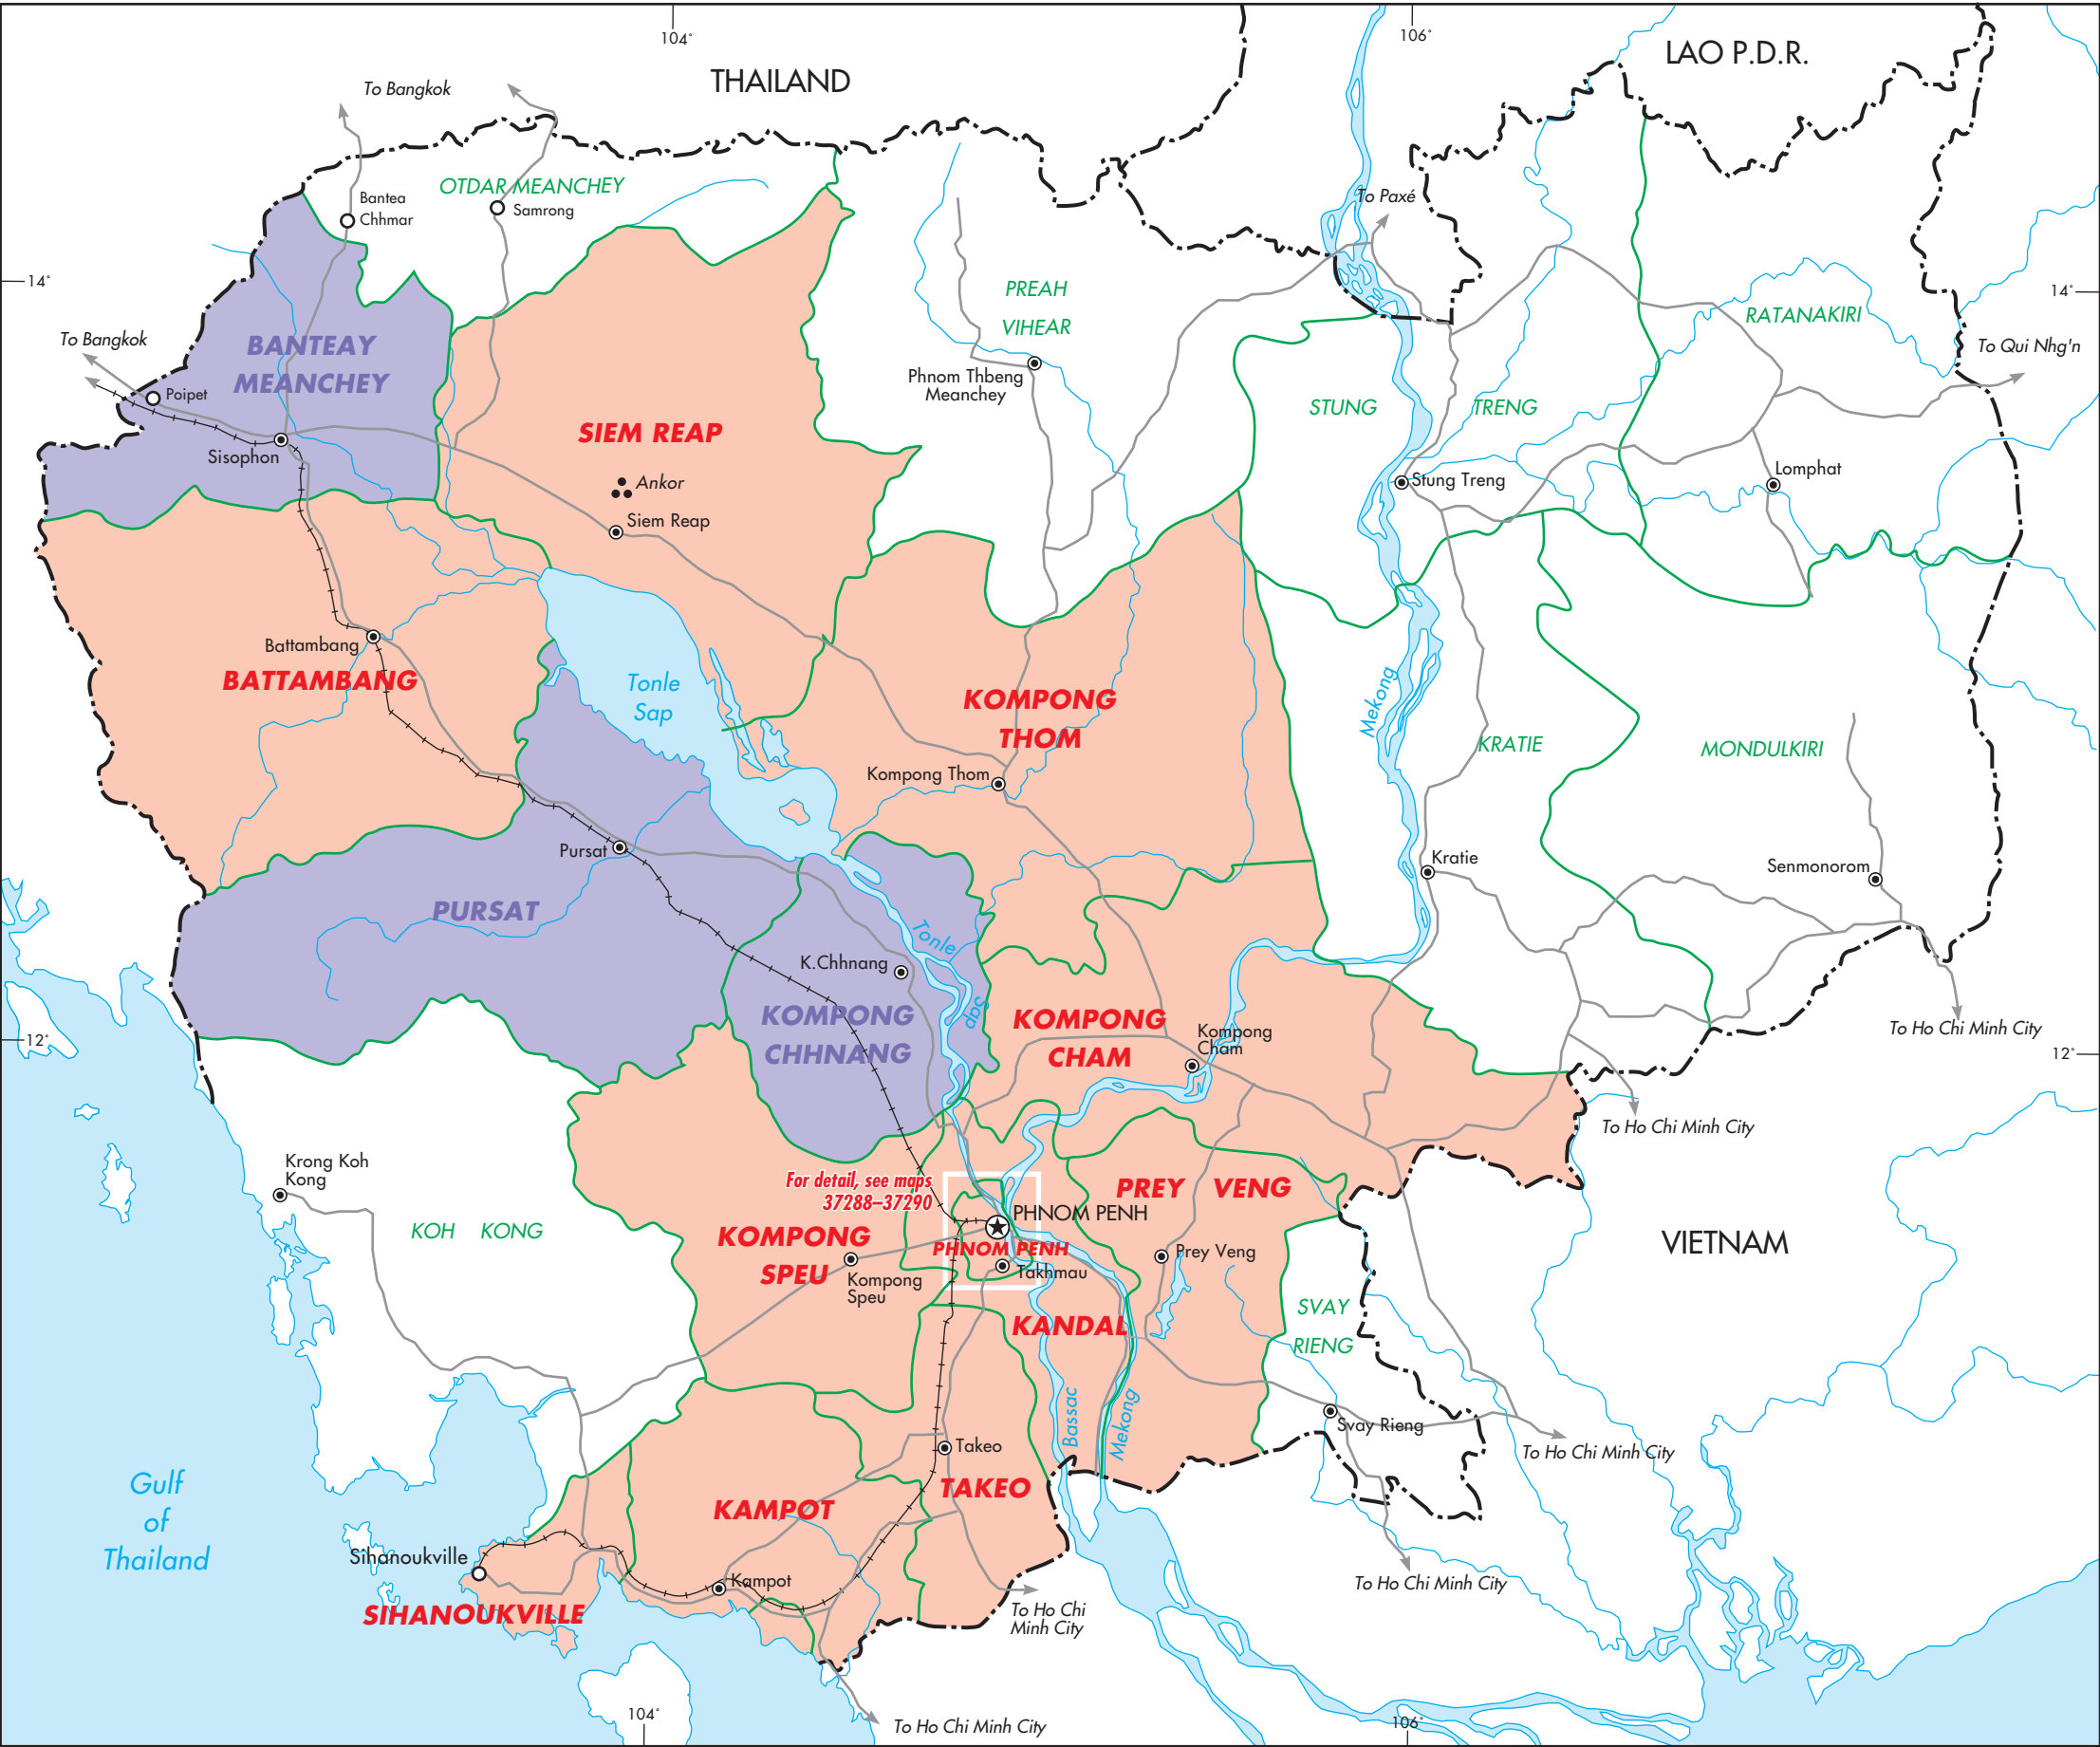 104°
106°
THAILAND
LAO P.D.R.
To Bangkok
OTDAR MEANCHEY
Bantea
Chhmar
Samrong
To Paxé
14°
14°
PREAH
VIHEAR
RATANAKIRI
To Bangkok
BANTEAY
MEANCHEY
To Qui Nhg'n
Poipet
Phnom Thbeng
Meanchey
STUNG
TRENG
SIEM REAP
Sisophon
Ankor
Stung Treng
Lomphat
Siem Reap
Battambang
BATTAMBANG
Tonle
Sap
KOMPONG
THOM
Mekong
KRATIE
MONDULKIRI
Kompong Thom
Pursat
Kratie
Senmonorom
PURSAT
Tonle
Sap
K.Chhnang
KOMPONG
CHHNANG
KOMPONG
CHAM
Kompong
Cham
To Ho Chi Minh City
12°
12°
To Ho Chi Minh City
Krong Koh
Kong
For detail, see maps
37288–37290
PREY VENG
PHNOM PENH
KOH KONG
KOMPONG
SPEU
PHNOM PENH
Prey Veng
VIETNAM
Kompong
Speu
Takhmau
KANDAL
SVAY
RIENG
Bassac
Mekong
Svay Rieng
Takeo
To Ho Chi Minh City
TAKEO
Gulf
of
Thailand
KAMPOT
Sihanoukville
Kampot
To Ho Chi Minh City
SIHANOUKVILLE
To Ho Chi
Minh City
104°
106°
To Ho Chi Minh City